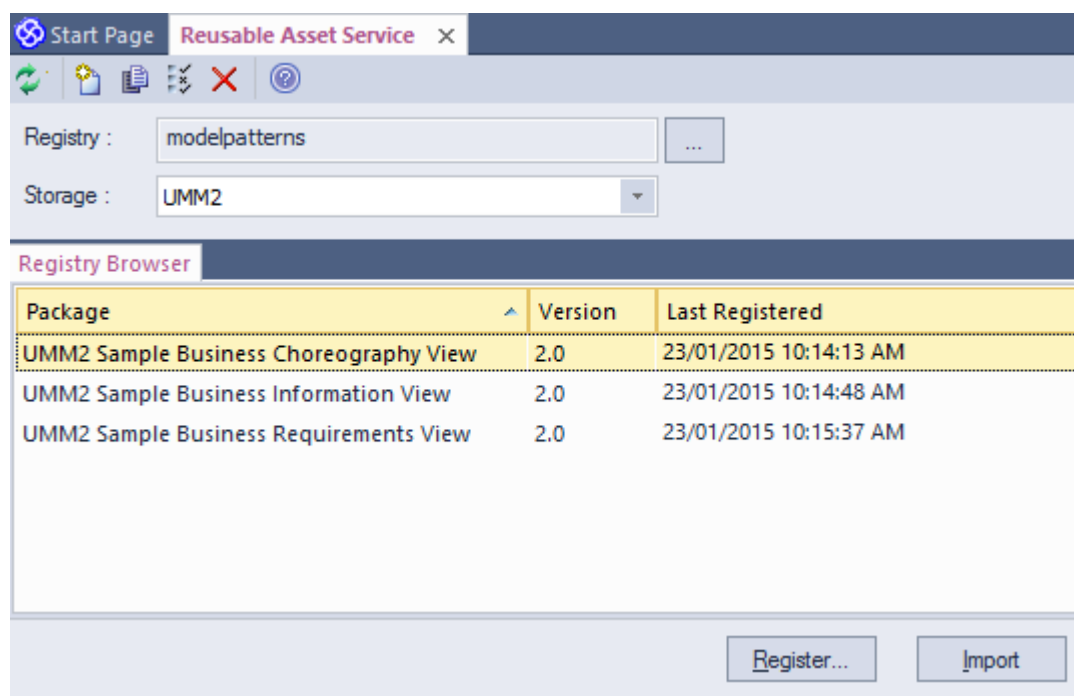 Start Page Reusable Asset Service
Registry : modelpatterns ...
Storage : UMM2
Registry Browser
Package Version Last Registered
UMM2 Sample Business Choreography View 2.0 23/01/2015 10:14:13 AM
UMM2 Sample Business Information View 2.0 23/01/2015 10:14:48 AM
UMM2 Sample Business Requirements View 2.0 23/01/2015 10:15:37 AM
Register... Import